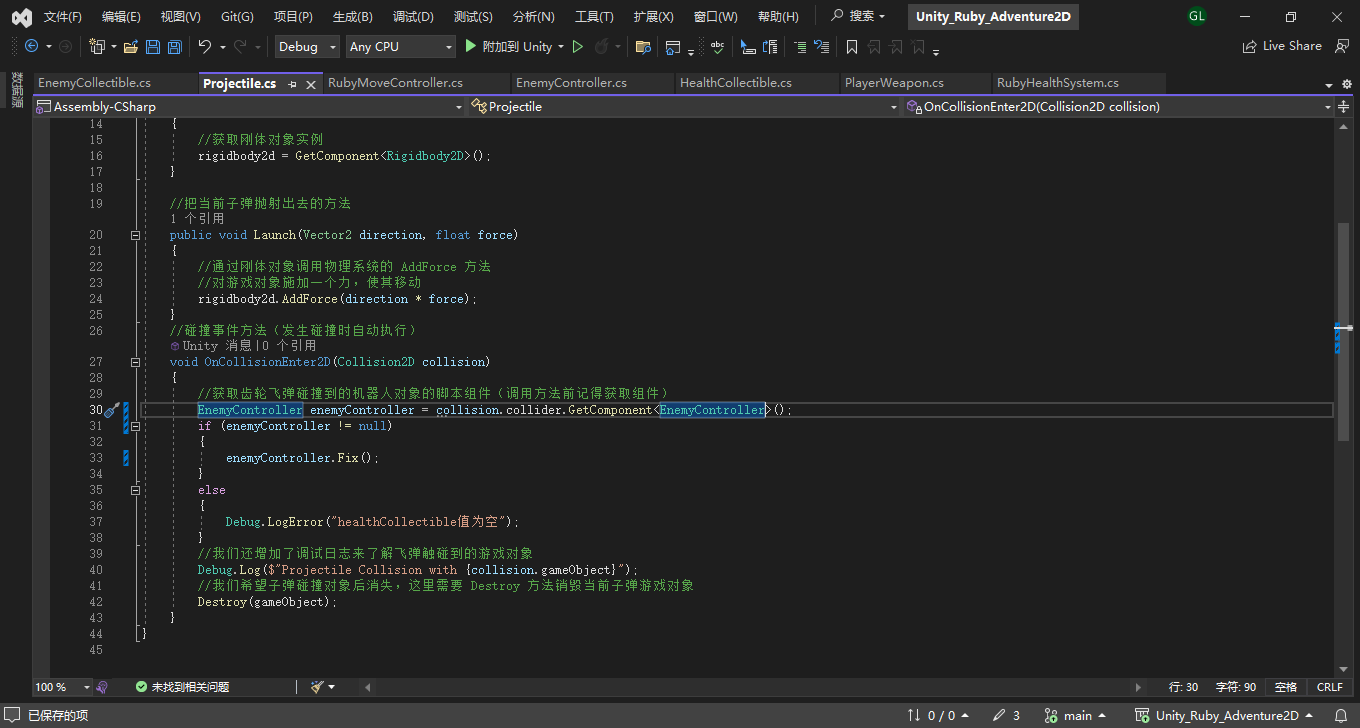 文件(F) 编辑(E) 视图(V) Git(G) 项目(P) 生成(B) 调试(D) 测试(S) 分析(N) 工具(T) 扩展(X) 窗口(W) 帮助(H) 搜索 Unity_Ruby_Adventure2D GL
Debug Any CPU 附加到 Unity Live Share
数据源
EnemyCollectible.cs Projectile.cs RubyMoveController.cs EnemyController.cs HealthCollectible.cs PlayerWeapon.cs RubyHealthSystem.cs
Assembly-CSharp Projectile OnCollisionEnter2D(Collision2D collision)
14 {
15 //获取刚体对象实例
16 rigidbody2d = GetComponent<Rigidbody2D>();
17 }
18
19 //把当前子弹抛射出去的方法
1 个引用
20 public void Launch(Vector2 direction, float force)
21 {
22 //通过刚体对象调用物理系统的 AddForce 方法
23 //对游戏对象施加一个力，使其移动
24 rigidbody2d.AddForce(direction * force);
25 }
26 //碰撞事件方法（发生碰撞时自动执行）
Unity 消息|0 个引用
27 void OnCollisionEnter2D(Collision2D collision)
28 {
29 //获取齿轮飞弹碰撞到的机器人对象的脚本组件（调用方法前记得获取组件）
30 EnemyController enemyController = collision.collider.GetComponent<EnemyController>();
31 if (enemyController != null)
32 {
33 enemyController.Fix();
34 }
35 else
36 {
37 Debug.LogError("healthCollectible值为空");
38 }
39 //我们还增加了调试日志来了解飞弹触碰到的游戏对象
40 Debug.Log($"Projectile Collision with {collision.gameObject}");
41 //我们希望子弹碰撞对象后消失，这里需要 Destroy 方法销毁当前子弹游戏对象
42 Destroy(gameObject);
43 }
44 }
45
100 % 未找到相关问题 行: 30 字符: 90 空格 CRLF
已保存的项 0 / 0 3 main Unity_Ruby_Adventure2D